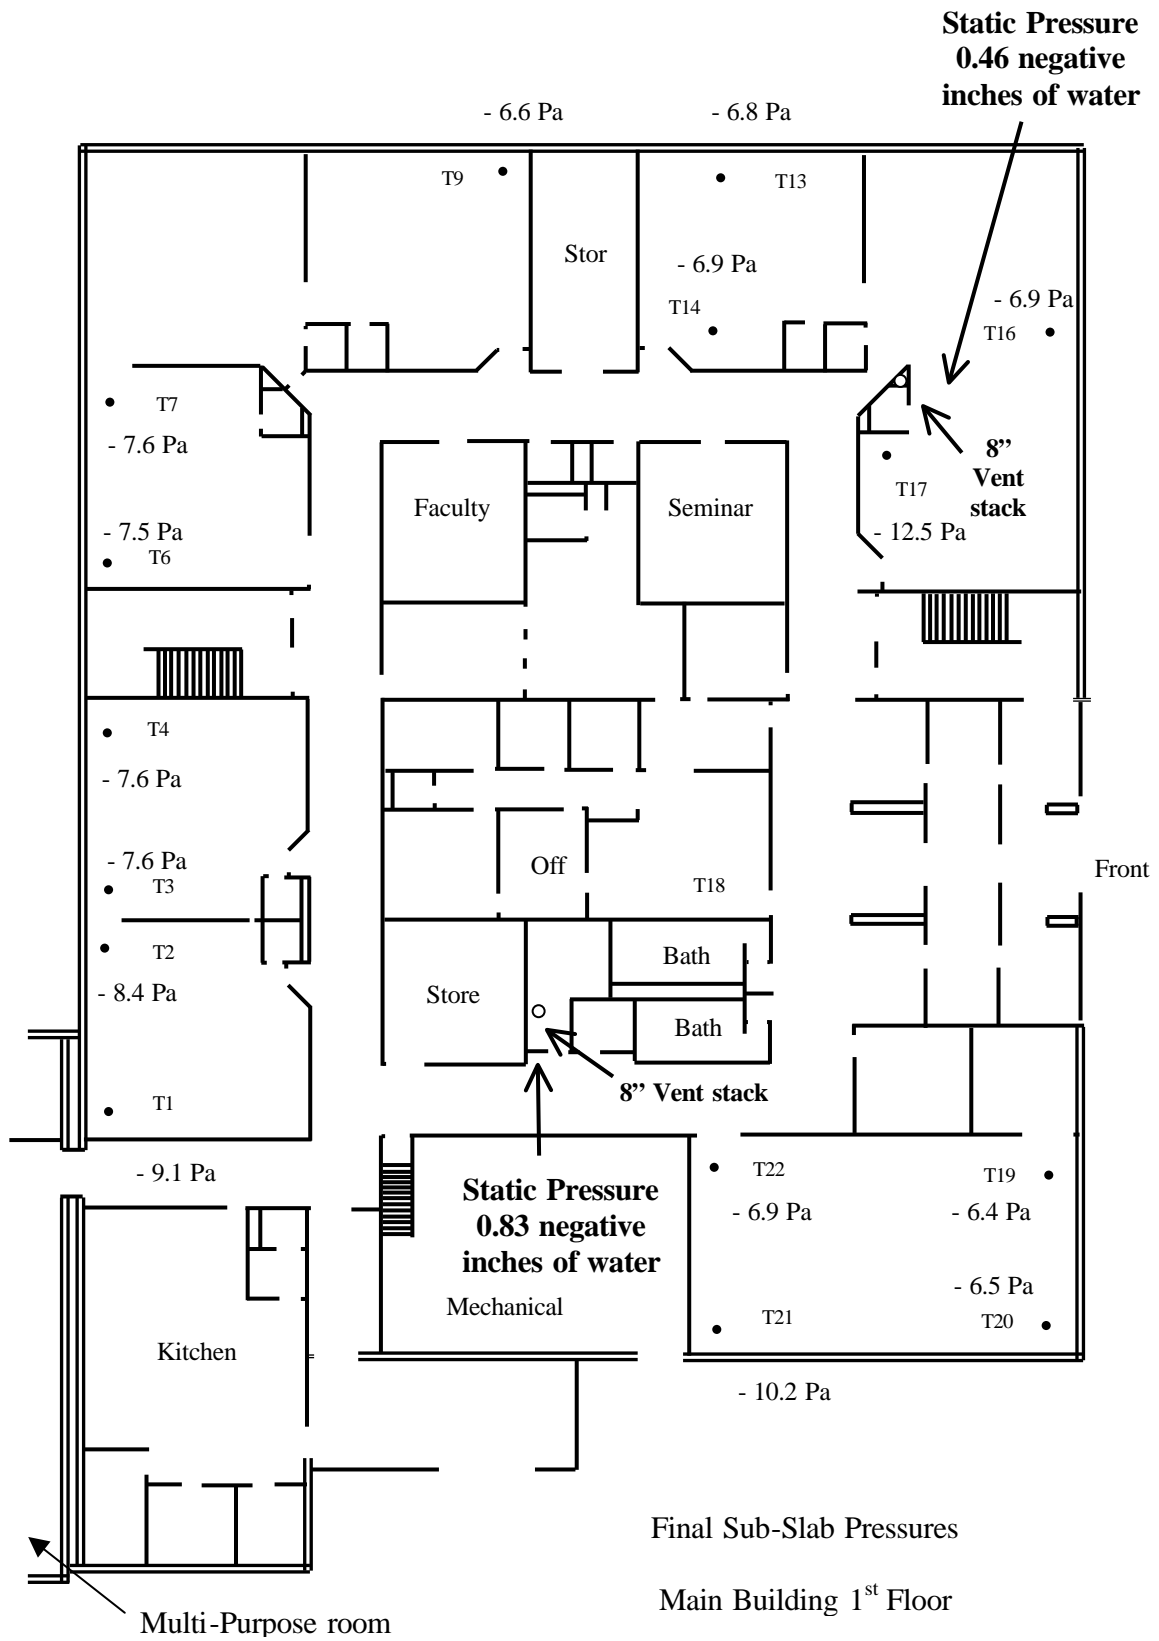 Static Pressure
0.46 negative
inches of water
- 6.6 Pa
- 6.8 Pa
T9
T13
Stor
- 6.9 Pa
T14
- 6.9 Pa
T16
T7
- 7.6 Pa
8”
Vent
stack
T17
- 12.5 Pa
Faculty
Seminar
- 7.5 Pa
T6
T4
- 7.6 Pa
- 7.6 Pa
T3
Off
T18
Front
T2
- 8.4 Pa
Store
Bath
Bath
8” Vent stack
T1
- 9.1 Pa
Static Pressure
0.83 negative
inches of water
Mechanical
T22
- 6.9 Pa
T19
- 6.4 Pa
- 6.5 Pa
T21
T20
Kitchen
- 10.2 Pa
Final Sub-Slab Pressures
Main Building 1st Floor
Multi-Purpose room